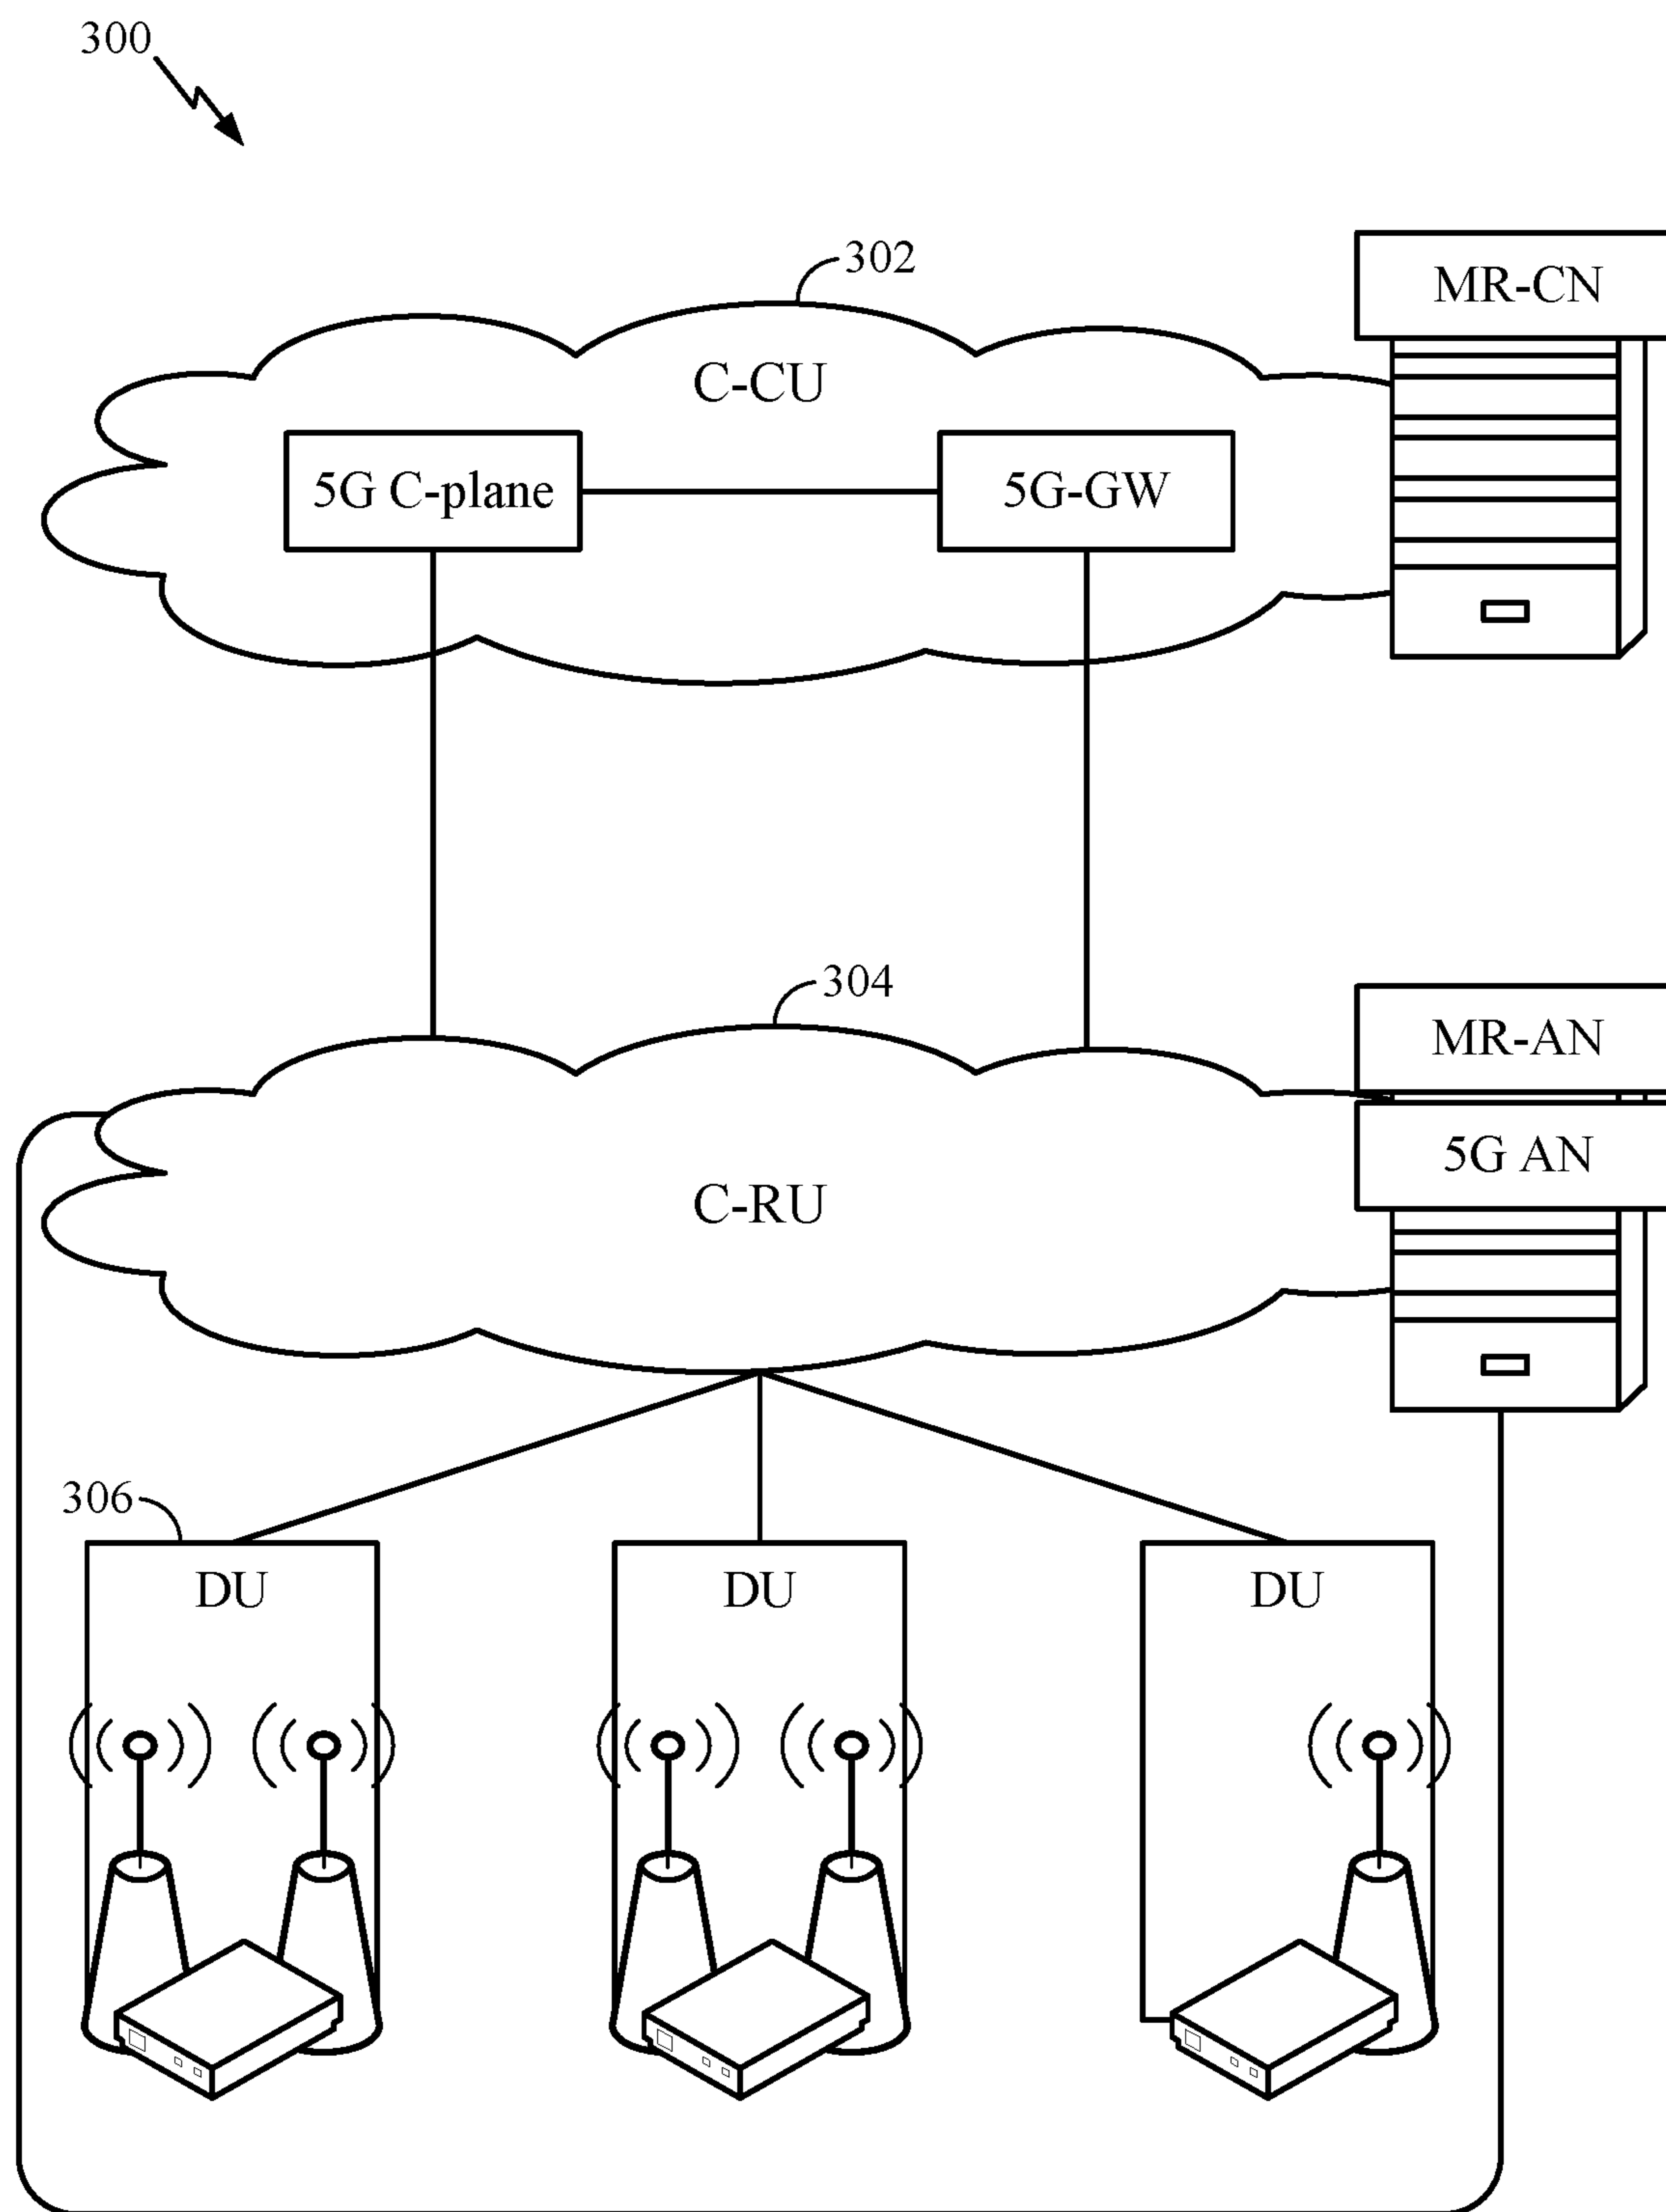 300
302
MR-CN
C-CU
5G C-plane
5G-GW
304
MR-AN
5G AN
C-RU
306
DU
DU
DU